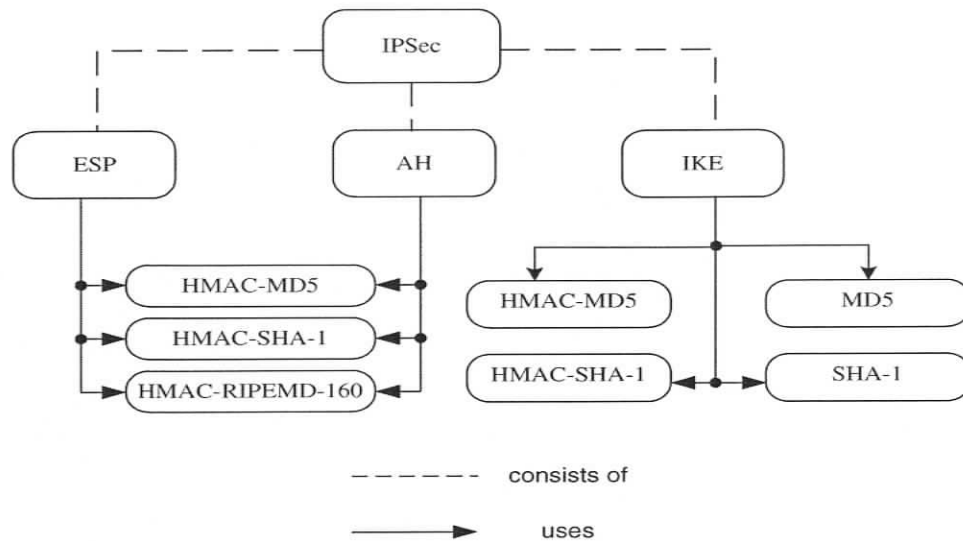 IPSec
ESP
AH
IKE
HMAC-MD5
HMAC-SHA-1
HMAC-RIPEMD-160
HMAC-MD5
MD5
HMAC-SHA-1
SHA-1
consists of
uses